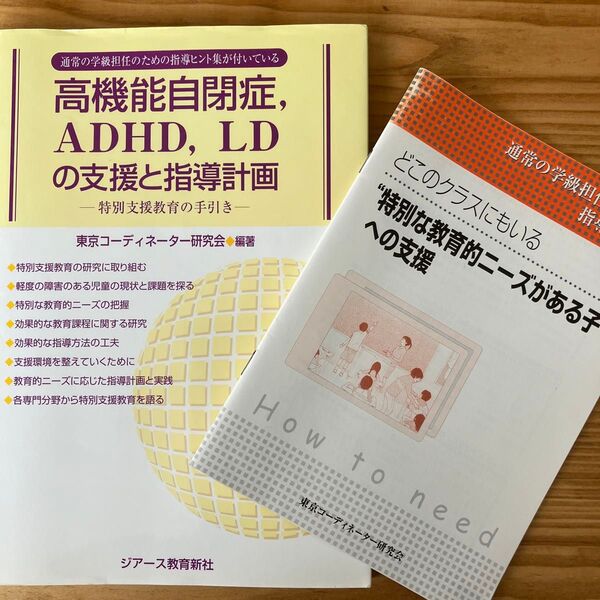 通常の学級担任のための指導ヒント集が付いている
高機能自閉症,
ADHD, LD
の支援と指導計画
―特別支援教育の手引き―
東京コーディネーター研究会◆編著
◆特別支援教育の研究に取り組む
◆軽度の障害のある児童の現状と課題を探る
◆特別な教育的ニーズの把握
◆効果的な教育課程に関する研究
◆効果的な指導方法の工夫
◆支援環境を整えていくために
◆教育的ニーズに応じた指導計画と実践
◆各専門分野から特別支援教育を語る
ジアース教育新社
通常の学級担任
指導
どこのクラスにもいる
“特別な教育的ニーズがある子
への支援
How to need
東京コーディネーター研究会